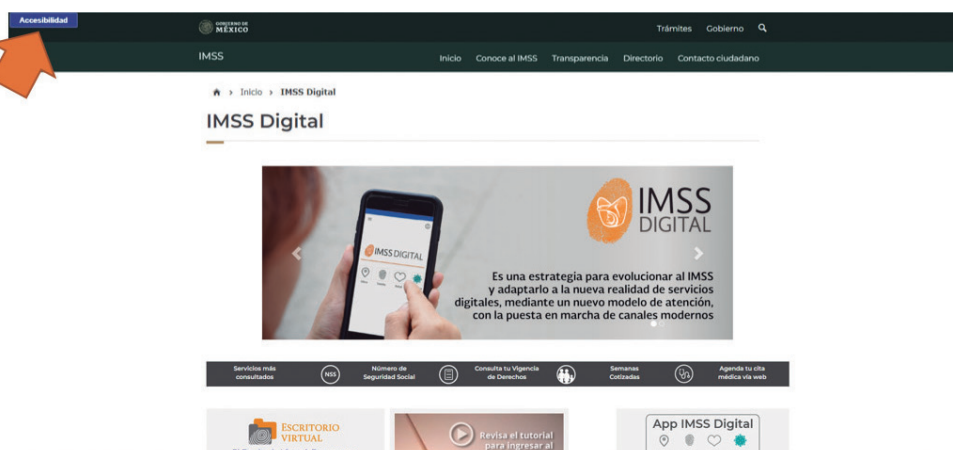 Accesibilidad
GOBIERNO DE
MÉXICO
Trámites Gobierno
IMSS
Inicio Conoce al IMSS Transparencia Directorio Contacto ciudadano
Inicio > IMSS Digital
IMSS Digital
IMSS
DIGITAL
IMSS DIGITAL
Es una estrategia para evolucionar al IMSS
y adaptarlo a la nueva realidad de servicios
digitales, mediante un nuevo modelo de atención,
con la puesta en marcha de canales modernos
Servicios más
consultados
NSS
Número de
Seguridad Social
Consulta tu Vigencia
de Derechos
Semanas
Cotizadas
Agenda tu cita
médica vía web
ESCRITORIO
VIRTUAL
Revisa el tutorial
para ingresar al
App IMSS Digital